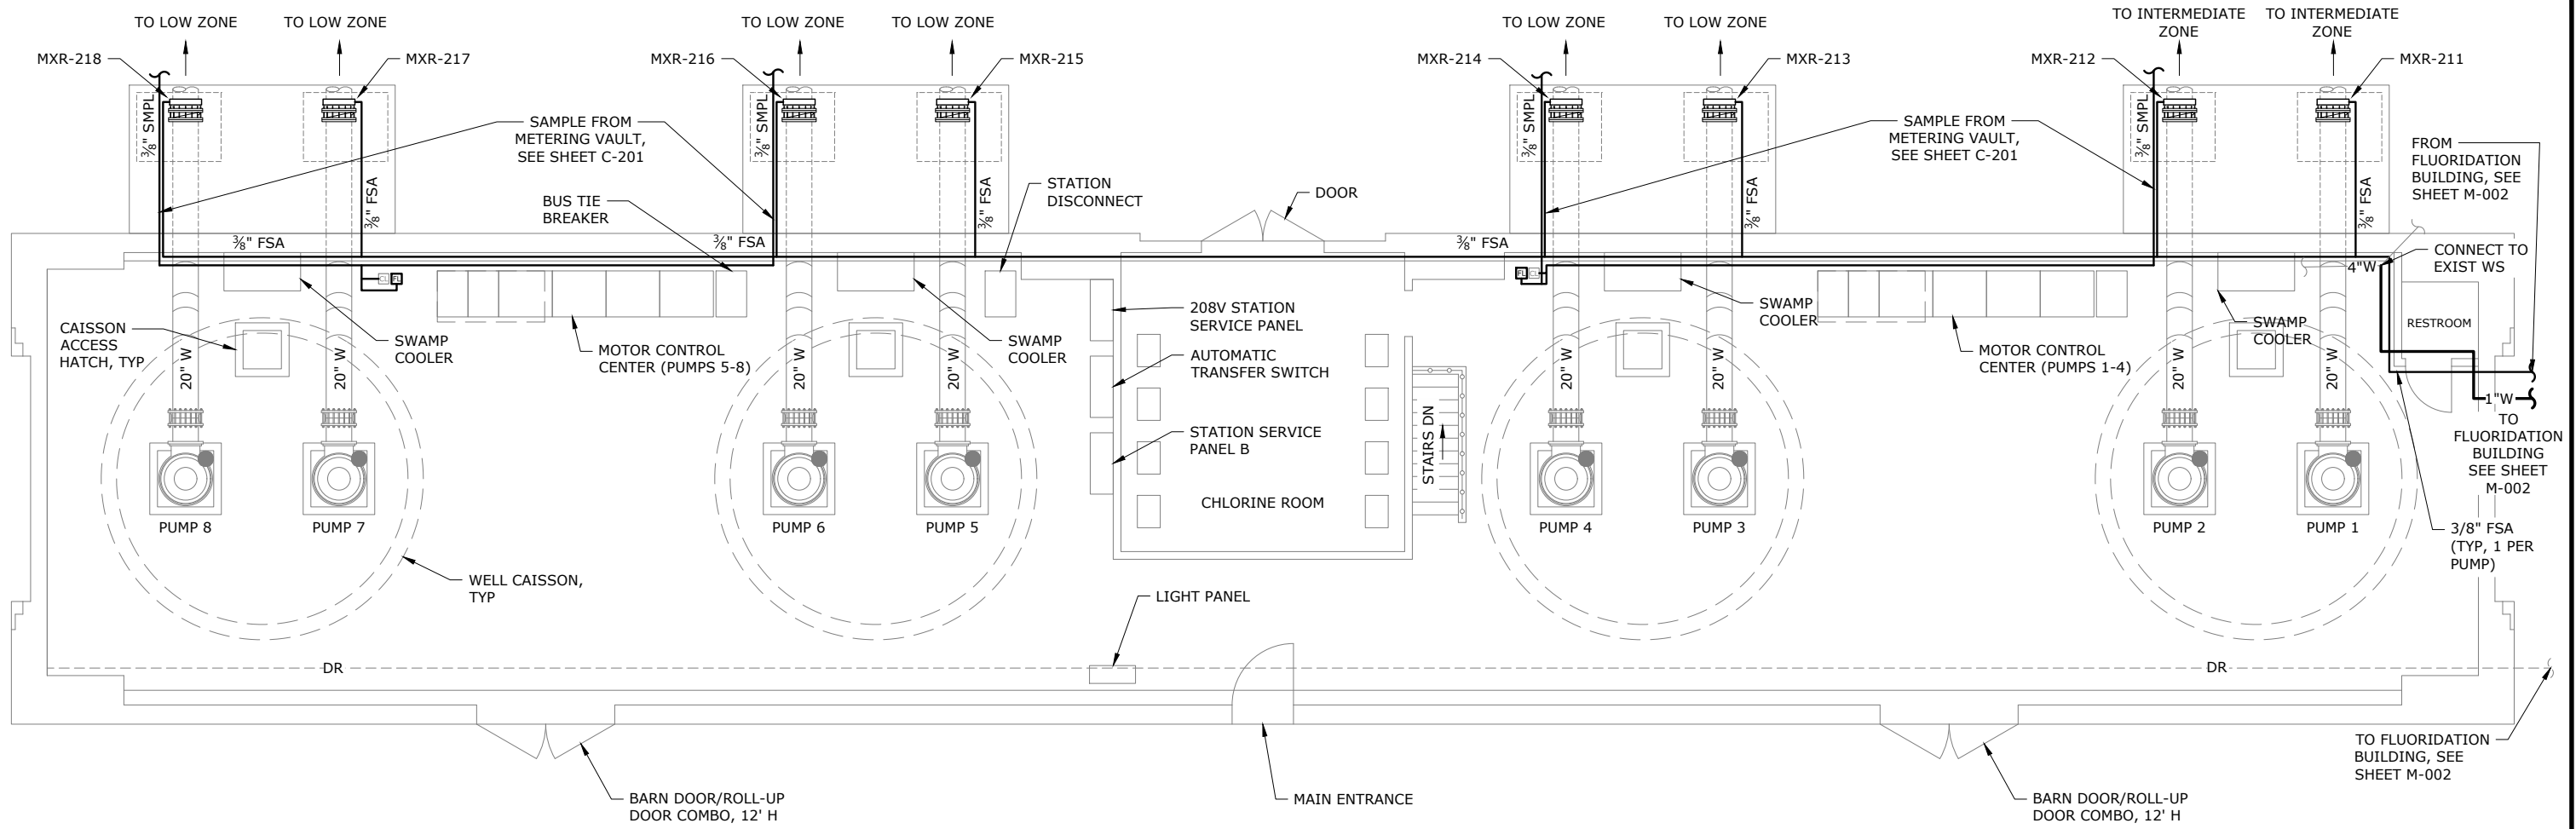 TO LOW ZONE
TO LOW ZONE
TO LOW ZONE
TO LOW ZONE
TO LOW ZONE
TO LOW ZONE
TO INTERMEDIATE
ZONE
TO INTERMEDIATE
ZONE
MXR-218
MXR-217
MXR-216
MXR-215
MXR-214
MXR-213
MXR-212
MXR-211
⅜" SMPL
⅜" SMPL
⅜" SMPL
⅜" SMPL
SAMPLE FROM
METERING VAULT,
SEE SHEET C-201
SAMPLE FROM
METERING VAULT,
SEE SHEET C-201
FROM
FLUORIDATION
BUILDING, SEE
SHEET M-002
⅜" FSA
⅜" FSA
⅜" FSA
⅜" FSA
BUS TIE
BREAKER
STATION
DISCONNECT
DOOR
⅜" FSA
⅜" FSA
⅜" FSA
CONNECT TO
EXIST WS
4"W
CL
FL
FL
CL
CAISSON
ACCESS
HATCH, TYP
SWAMP
COOLER
MOTOR CONTROL
CENTER (PUMPS 5-8)
SWAMP
COOLER
208V STATION
SERVICE PANEL
AUTOMATIC
TRANSFER SWITCH
STATION SERVICE
PANEL B
CHLORINE ROOM
STAIRS DN
SWAMP
COOLER
MOTOR CONTROL
CENTER (PUMPS 1-4)
SWAMP
COOLER
RESTROOM
20" W
20" W
20" W
20" W
20" W
20" W
20" W
20" W
1"W
TO
FLUORIDATION
BUILDING
SEE SHEET
M-002
PUMP 8
PUMP 7
PUMP 6
PUMP 5
PUMP 4
PUMP 3
PUMP 2
PUMP 1
3/8" FSA
(TYP, 1 PER
PUMP)
WELL CAISSON,
TYP
LIGHT PANEL
DR
DR
TO FLUORIDATION
BUILDING, SEE
SHEET M-002
BARN DOOR/ROLL-UP
DOOR COMBO, 12' H
MAIN ENTRANCE
BARN DOOR/ROLL-UP
DOOR COMBO, 12' H